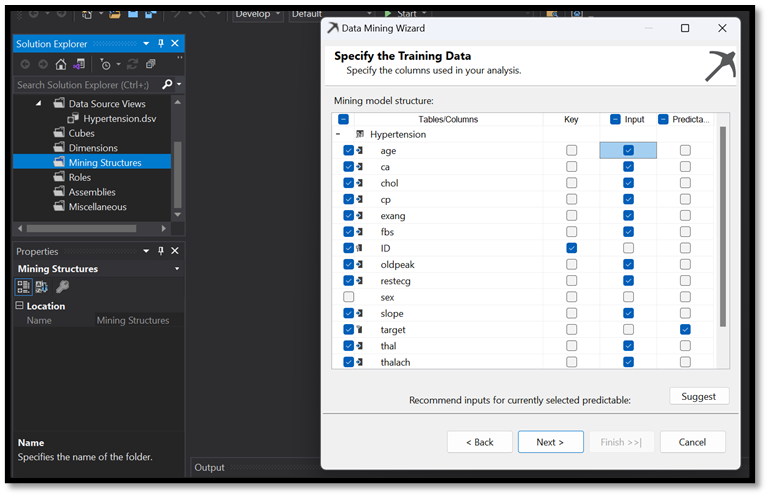 Develop
Default
Start
Solution Explorer
Search Solution Explorer (Ctrl+;)
Data Source Views
Hypertension.dsv
Cubes
Dimensions
Mining Structures
Roles
Assemblies
Miscellaneous
Properties
Mining Structures
Location
Name Mining Structures
Name
Specifies the name of the folder.
Output
Data Mining Wizard
Specify the Training Data
Specify the columns used in your analysis.
Mining model structure:
Tables/Columns Key Input Predicta...
Hypertension
age
ca
chol
cp
exang
fbs
ID
oldpeak
restecg
sex
slope
target
thal
thalach
Recommend inputs for currently selected predictable: Suggest
< Back Next > Finish >>| Cancel